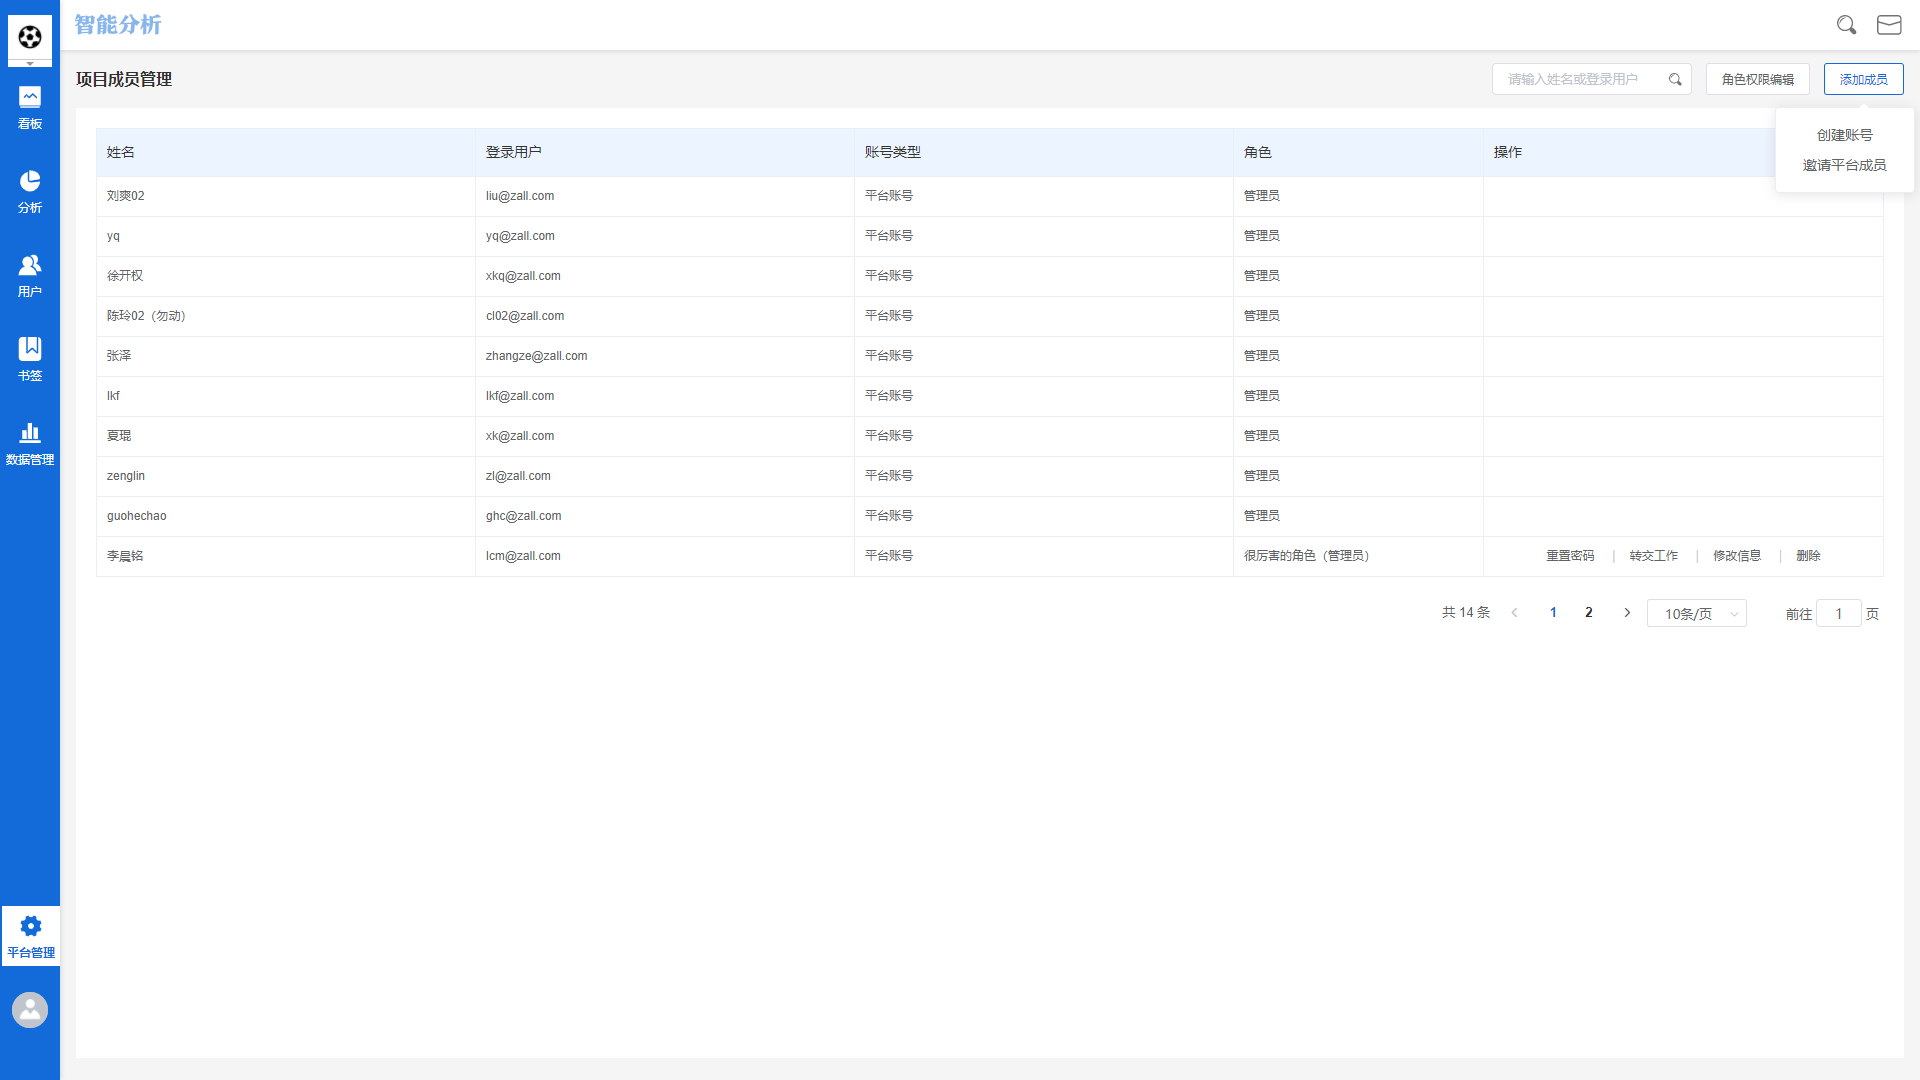 智能分析
项目成员管理
请输入姓名或登录用户
角色权限编辑
添加成员
创建账号
邀请平台成员
看板
分析
用户
书签
数据管理
平台管理
姓名 登录用户 账号类型 角色 操作
刘爽02 liu@zall.com 平台账号 管理员
yq yq@zall.com 平台账号 管理员
徐开权 xkq@zall.com 平台账号 管理员
陈玲02（勿动） cl02@zall.com 平台账号 管理员
张泽 zhangze@zall.com 平台账号 管理员
lkf lkf@zall.com 平台账号 管理员
夏琨 xk@zall.com 平台账号 管理员
zenglin zl@zall.com 平台账号 管理员
guohechao ghc@zall.com 平台账号 管理员
李晨铭 lcm@zall.com 平台账号 很厉害的角色（管理员） 重置密码 | 转交工作 | 修改信息 | 删除
共 14 条 1 2 10条/页 前往 1 页